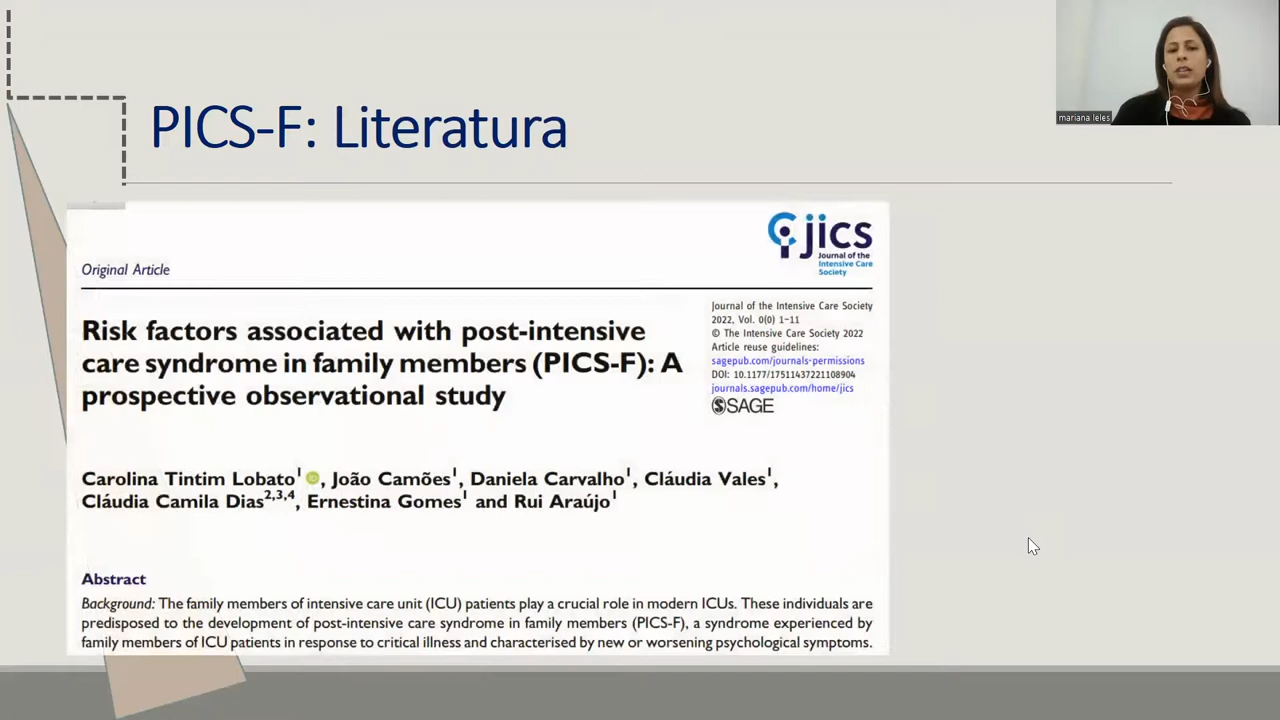 PICS-F: Literatura
mariana leles
jics
Journal of the
Intensive Care
Society
Original Article
Risk factors associated with post-intensive
care syndrome in family members (PICS-F): A
prospective observational study
Journal of the Intensive Care Society
2022, Vol. 0(0) 1–11
© The Intensive Care Society 2022
Article reuse guidelines:
sagepub.com/journals-permissions
DOI: 10.1177/17511437221108904
journals.sagepub.com/home/jics
SAGE
Carolina Tintim Lobato1 iD, João Camões1, Daniela Carvalho1, Cláudia Vales1,
Cláudia Camila Dias2,3,4, Ernestina Gomes1 and Rui Araújo1
Abstract
Background: The family members of intensive care unit (ICU) patients play a crucial role in modern ICUs. These individuals are
predisposed to the development of post-intensive care syndrome in family members (PICS-F), a syndrome experienced by
family members of ICU patients in response to critical illness and characterised by new or worsening psychological symptoms.